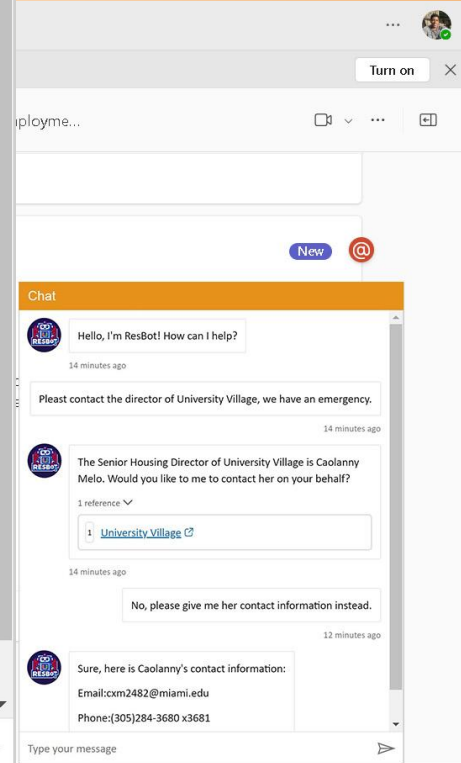 Turn on
ployme...
New
Chat
Hello, I'm ResBot! How can I help?
14 minutes ago
Pleast contact the director of University Village, we have an emergency.
14 minutes ago
The Senior Housing Director of University Village is Caolanny
Melo. Would you like to me to contact her on your behalf?
1 reference
1 University Village
14 minutes ago
No, please give me her contact information instead.
12 minutes ago
Sure, here is Caolanny's contact information:
Email:cxm2482@miami.edu
Phone:(305)284-3680 x3681
Type your message